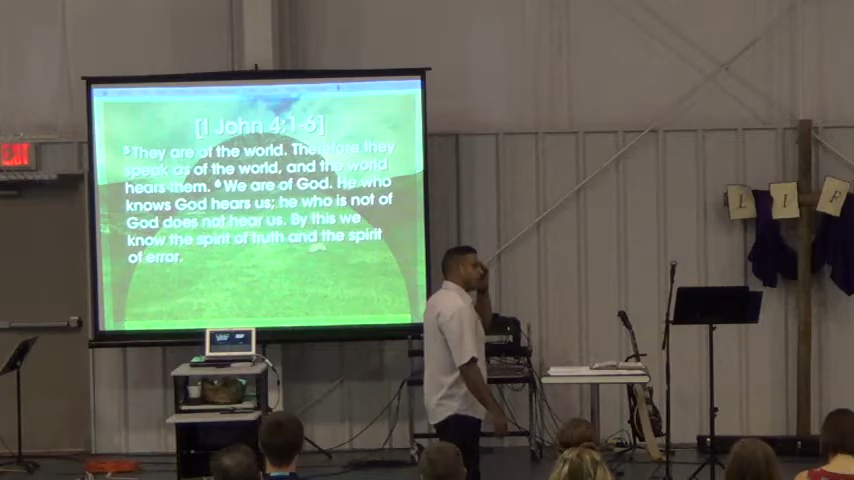 [I John 4:1-6]
5 They are of the world. Therefore they
speak as of the world, and the world
hears them. 6 We are of God. He who
knows God hears us; he who is not of
God does not hear us. By this we
know the spirit of truth and the spirit
of error.
EXIT
L I F